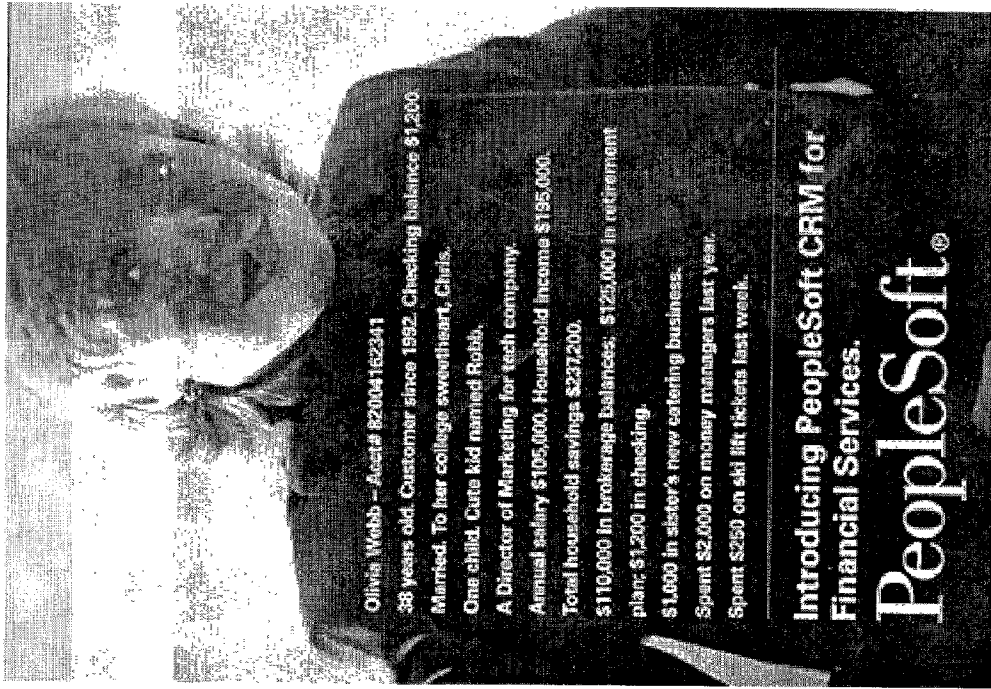 Olivia Webb – Acct# 82004162341
38 years old. Customer since 1992. Checking balance $1,200
Married. To her college sweetheart, Chris.
One child. Cute kid named Robin.
A Director of Marketing for tech company.
Annual salary $105,000. Household Income $195,000.
Total household savings $237,200.
$110,000 in brokerage balances; $125,000 in retirement
plan; $1,200 in checking.
$1,000 in sister's new catering business.
Spent $2,000 on money managers last year.
Spent $250 on ski lift tickets last week.
Introducing PeopleSoft CRM for
Financial Services.
PeopleSoft®